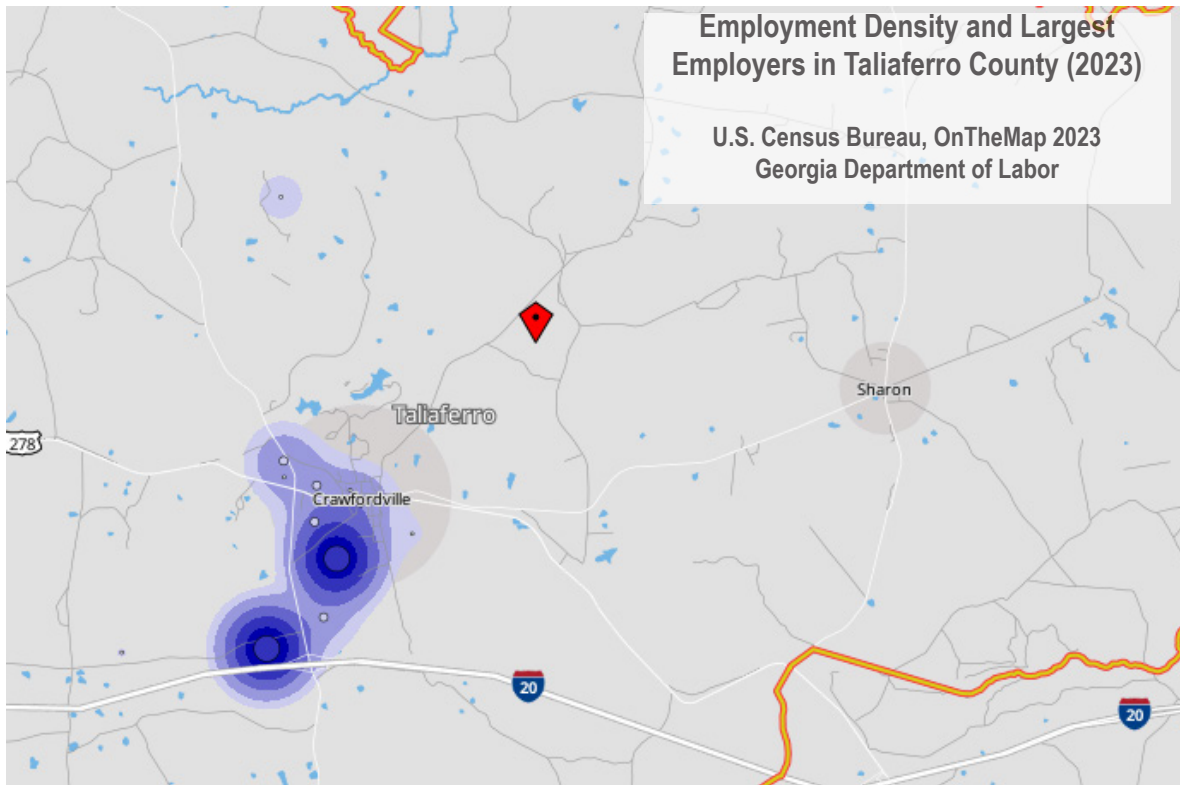 Employment Density and Largest
Employers in Taliaferro County (2023)
U.S. Census Bureau, OnTheMap 2023
Georgia Department of Labor
Sharon
Taliaferro
278
Crawfordville
20
20